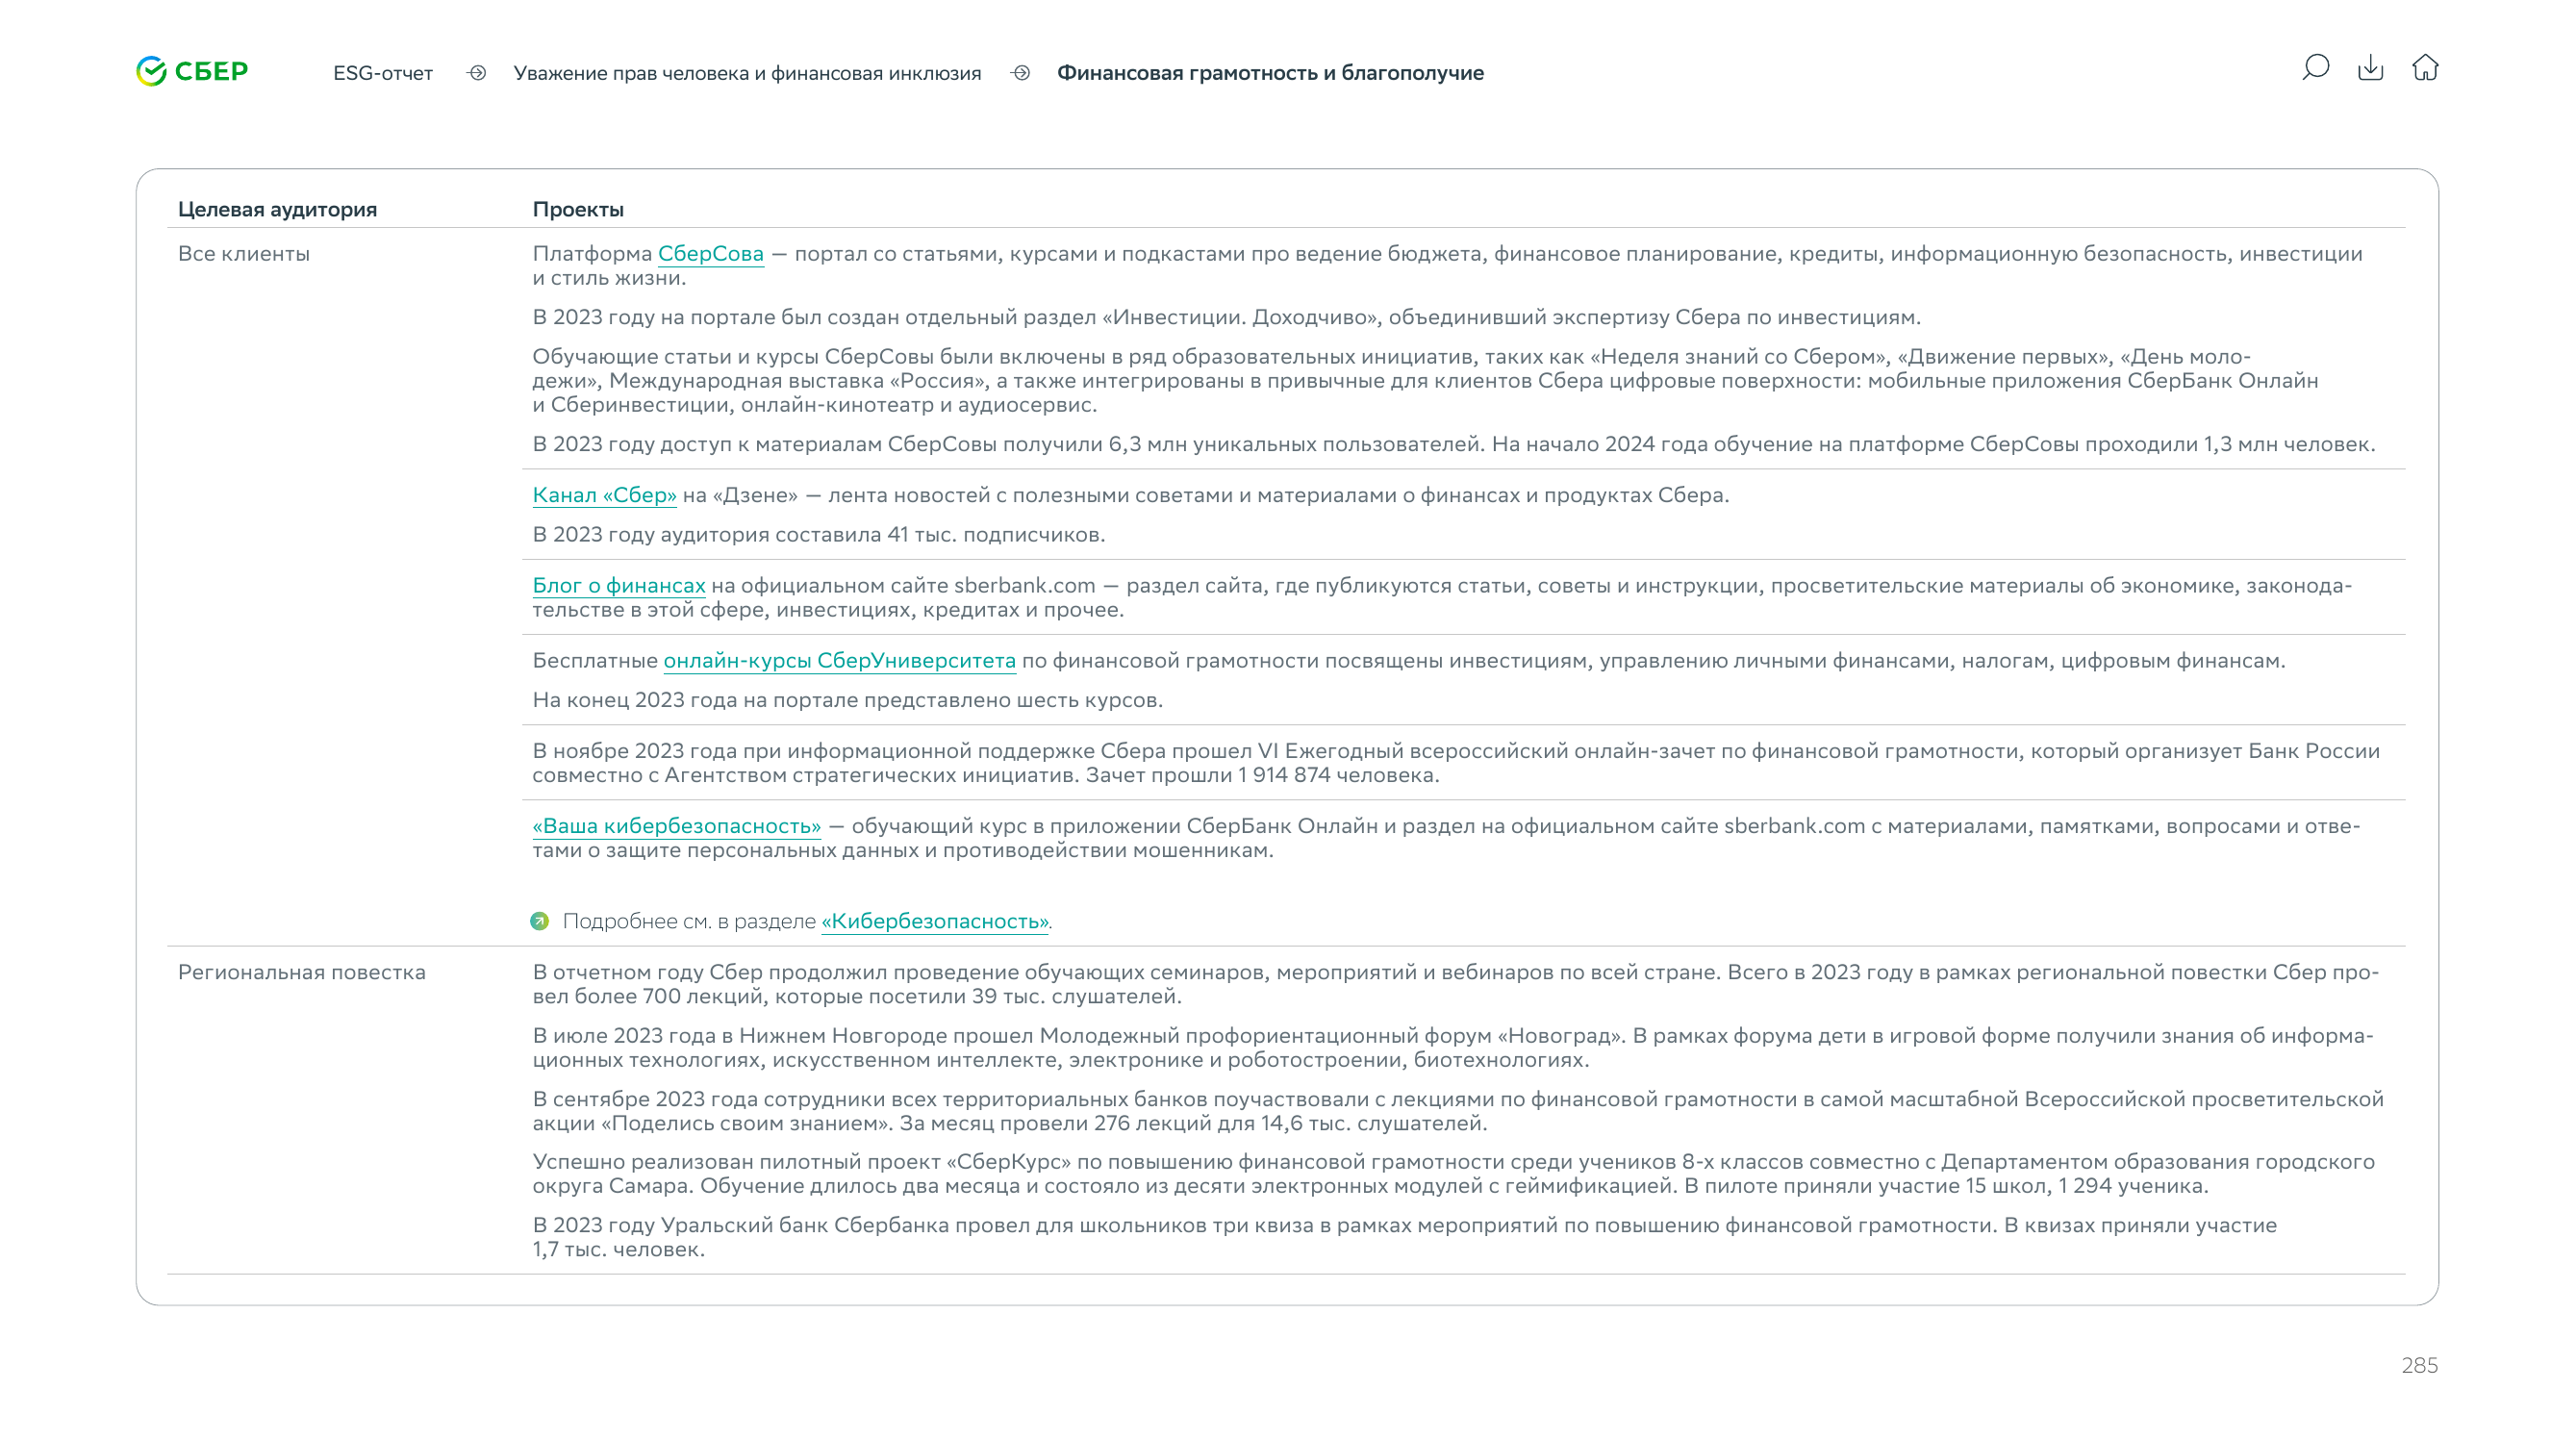 СБЕР
ESG-отчет
Уважение прав человека и финансовая инклюзия
Финансовая грамотность и благополучие
Целевая аудитория
Проекты
Все клиенты
Платформа СберСова — портал со статьями, курсами и подкастами про ведение бюджета, финансовое планирование, кредиты, информационную безопасность, инвестиции
и стиль жизни.
В 2023 году на портале был создан отдельный раздел «Инвестиции. Доходчиво», объединивший экспертизу Сбера по инвестициям.
Обучающие статьи и курсы СберСовы были включены в ряд образовательных инициатив, таких как «Неделя знаний со Сбером», «Движение первых», «День моло-
дежи», Международная выставка «Россия», а также интегрированы в привычные для клиентов Сбера цифровые поверхности: мобильные приложения СберБанк Онлайн
и Сберинвестиции, онлайн-кинотеатр и аудиосервис.
В 2023 году доступ к материалам СберСовы получили 6,3 млн уникальных пользователей. На начало 2024 года обучение на платформе СберСовы проходили 1,3 млн человек.
Канал «Сбер» на «Дзене» — лента новостей с полезными советами и материалами о финансах и продуктах Сбера.
В 2023 году аудитория составила 41 тыс. подписчиков.
Блог о финансах на официальном сайте sberbank.com — раздел сайта, где публикуются статьи, советы и инструкции, просветительские материалы об экономике, законода-
тельстве в этой сфере, инвестициях, кредитах и прочее.
Бесплатные онлайн-курсы СберУниверситета по финансовой грамотности посвящены инвестициям, управлению личными финансами, налогам, цифровым финансам.
На конец 2023 года на портале представлено шесть курсов.
В ноябре 2023 года при информационной поддержке Сбера прошел VI Ежегодный всероссийский онлайн-зачет по финансовой грамотности, который организует Банк России
совместно с Агентством стратегических инициатив. Зачет прошли 1 914 874 человека.
«Ваша кибербезопасность» — обучающий курс в приложении СберБанк Онлайн и раздел на официальном сайте sberbank.com с материалами, памятками, вопросами и отве-
тами о защите персональных данных и противодействии мошенникам.
Подробнее см. в разделе «Кибербезопасность».
Региональная повестка
В отчетном году Сбер продолжил проведение обучающих семинаров, мероприятий и вебинаров по всей стране. Всего в 2023 году в рамках региональной повестки Сбер про-
вел более 700 лекций, которые посетили 39 тыс. слушателей.
В июле 2023 года в Нижнем Новгороде прошел Молодежный профориентационный форум «Новоград». В рамках форума дети в игровой форме получили знания об информа-
ционных технологиях, искусственном интеллекте, электронике и роботостроении, биотехнологиях.
В сентябре 2023 года сотрудники всех территориальных банков поучаствовали с лекциями по финансовой грамотности в самой масштабной Всероссийской просветительской
акции «Поделись своим знанием». За месяц провели 276 лекций для 14,6 тыс. слушателей.
Успешно реализован пилотный проект «СберКурс» по повышению финансовой грамотности среди учеников 8-х классов совместно с Департаментом образования городского
округа Самара. Обучение длилось два месяца и состояло из десяти электронных модулей с геймификацией. В пилоте приняли участие 15 школ, 1 294 ученика.
В 2023 году Уральский банк Сбербанка провел для школьников три квиза в рамках мероприятий по повышению финансовой грамотности. В квизах приняли участие
1,7 тыс. человек.
285